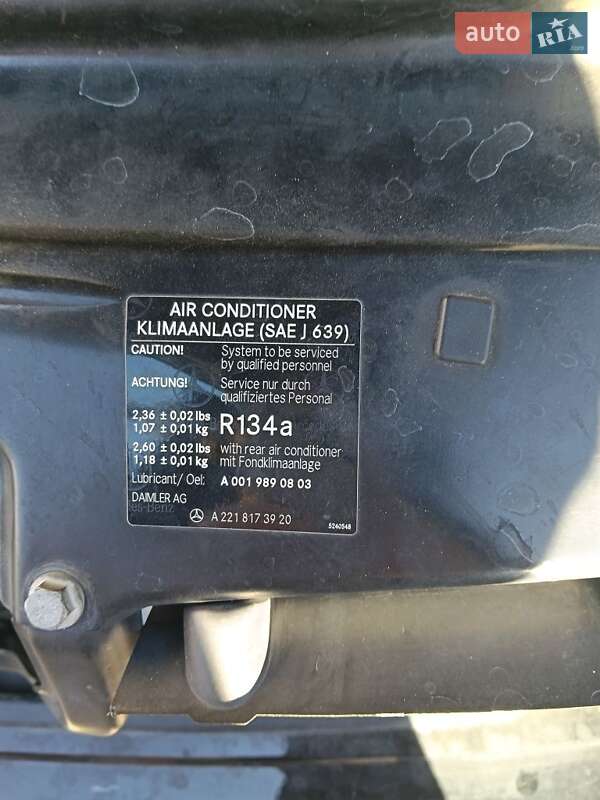 auto RIA .com
AIR CONDITIONER
KLIMAANLAGE (SAE J 639)
CAUTION! System to be serviced
by qualified personnel
ACHTUNG! Service nur durch
qualifiziertes Personal
2,36 ± 0,02 lbs
1,07 ± 0,01 kg R134a
2,60 ± 0,02 lbs with rear air conditioner
1,18 ± 0,01 kg mit Fondklimaanlage
Lubricant/ Oel: A 001 989 08 03
DAIMLER AG
es-Benz
A 221 817 39 20 5240548